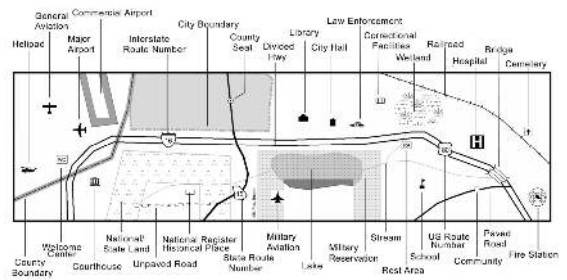 General
Aviation
Commercial Airport
Helipad
Major
Airport
Interstate
Route Number
City Boundary
County
Seat
Divided
Hwy
Library
City Hall
Law Enforcement
Correctional
Facilities
Wetland
Railroad
Hospital
Bridge
Cemetery
H
County
Boundary
Welcome
Center
Courthouse
National/
State Land
Unpaved Road
National Register
Historical Place
State Route
Number
Military
Aviation
Lake
Military
Reservation
Stream
Rest Area
School
US Route
Number
Community
Paved
Road
Fire Station